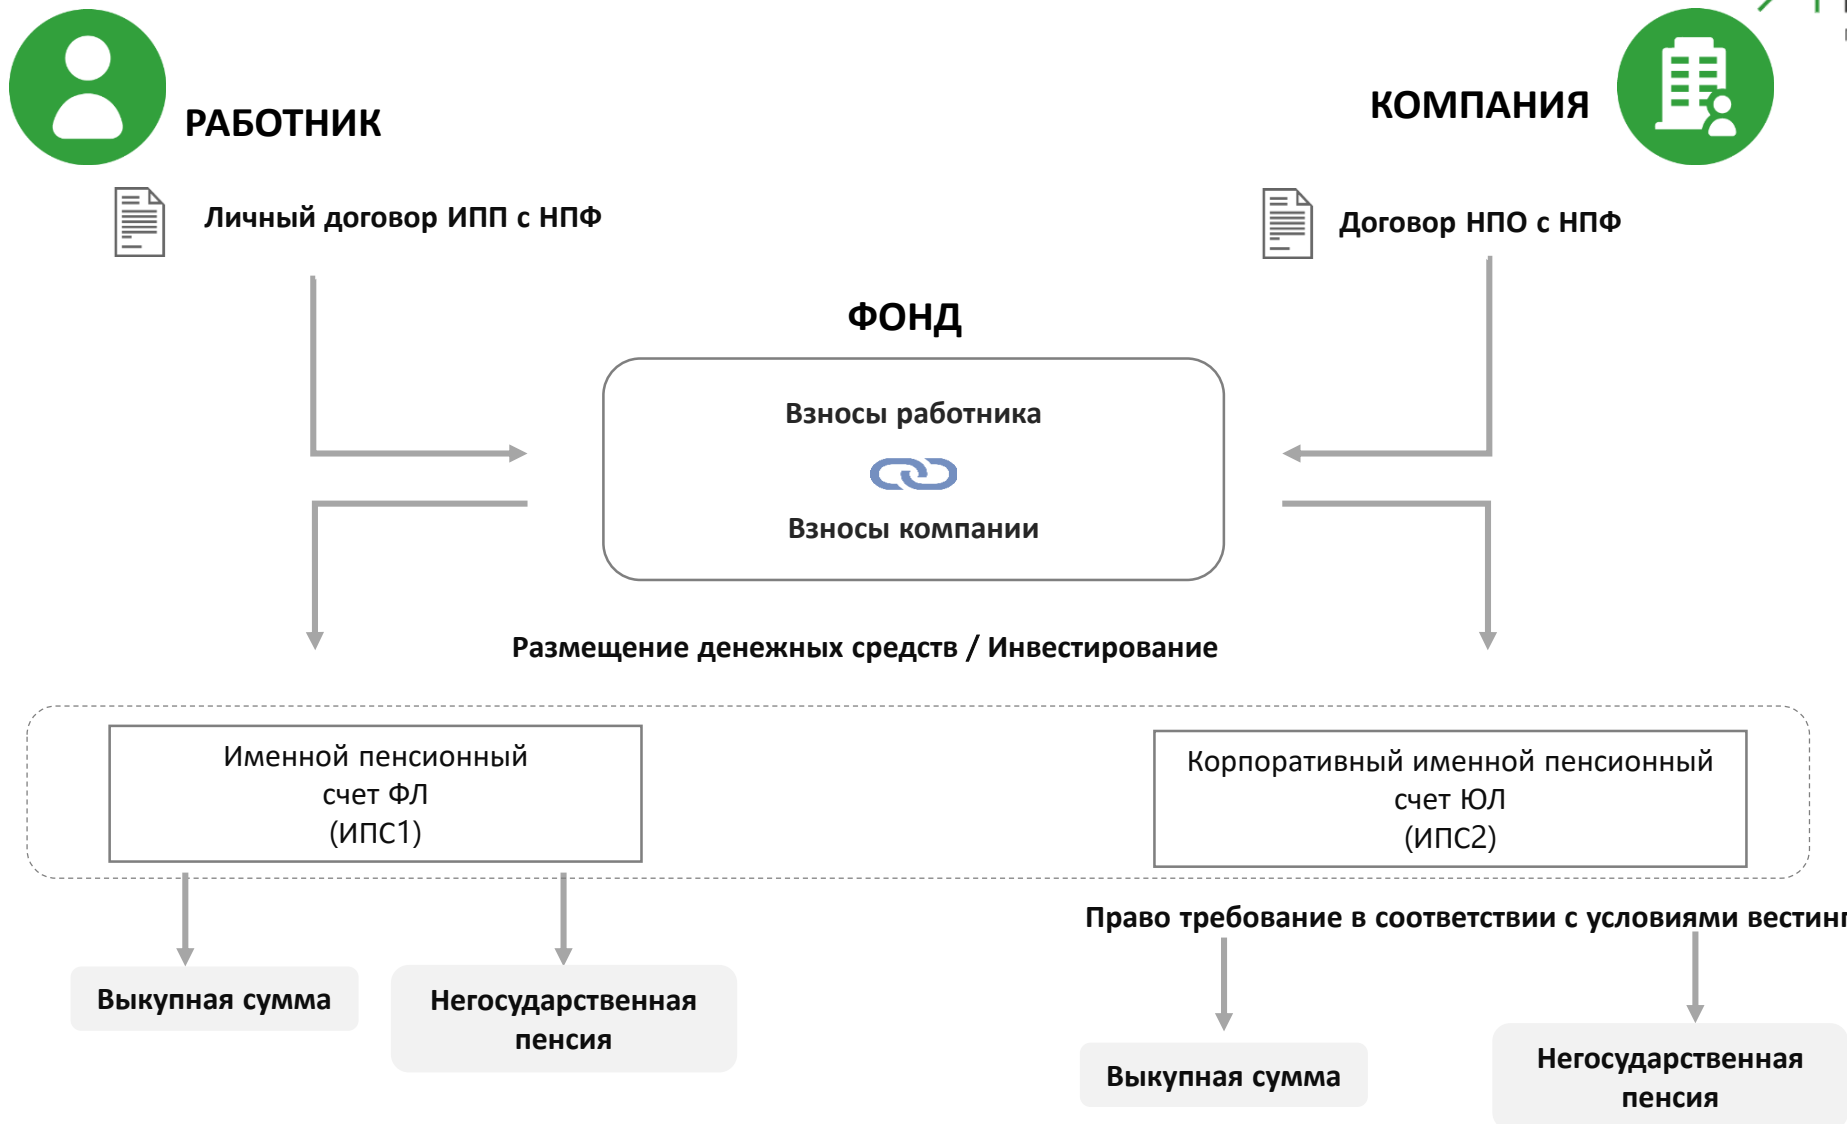 РАБОТНИК
КОМПАНИЯ
Личный договор ИПП с НПФ
Договор НПО с НПФ
ФОНД
Взносы работника
Взносы компании
Размещение денежных средств / Инвестирование
Именной пенсионный
счет ФЛ
(ИПС1)
Корпоративный именной пенсионный
счет ЮЛ
(ИПС2)
Право требование в соответствии с условиями вестинг
Выкупная сумма
Негосударственная
пенсия
Выкупная сумма
Негосударственная
пенсия